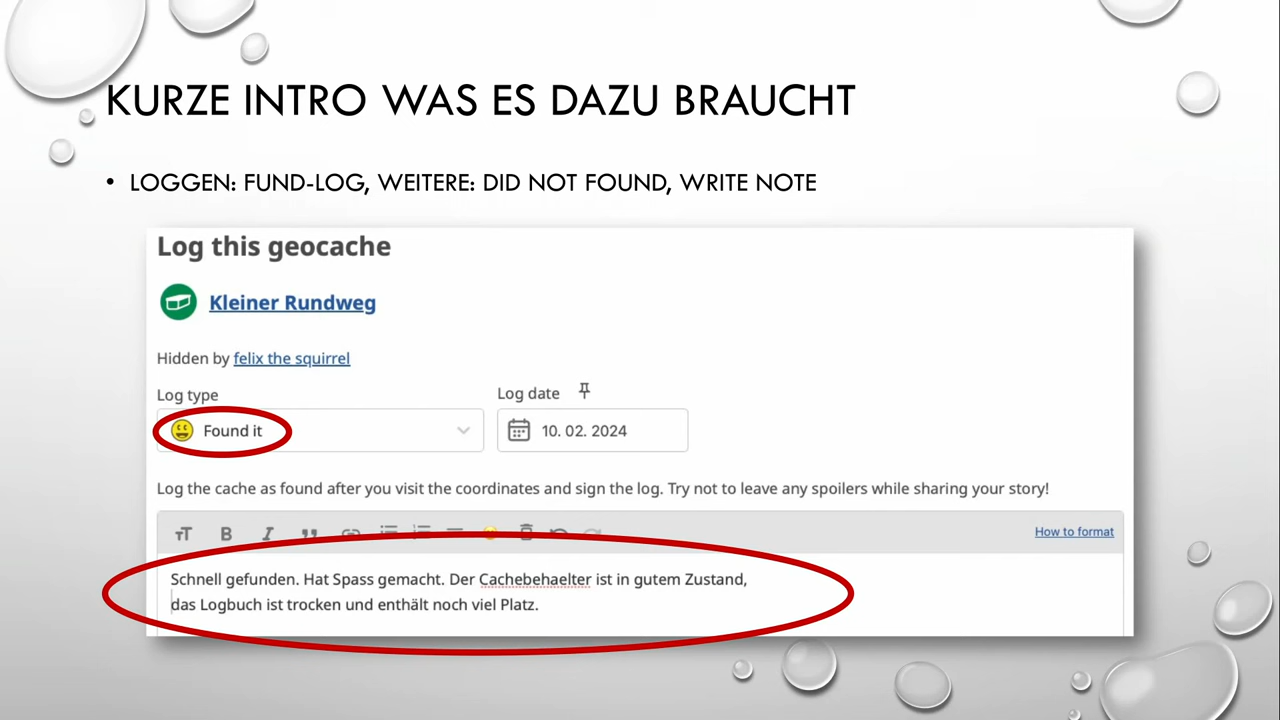 KURZE INTRO WAS ES DAZU BRAUCHT
• LOGGEN: FUND-LOG, WEITERE: DID NOT FOUND, WRITE NOTE
Log this geocache
Kleiner Rundweg
Hidden by felix the squirrel
Log type
Log date
Found it
10. 02. 2024
Log the cache as found after you visit the coordinates and sign the log. Try not to leave any spoilers while sharing your story!
TT B I
How to format
Schnell gefunden. Hat Spass gemacht. Der Cachebehaelter ist in gutem Zustand,
das Logbuch ist trocken und enthält noch viel Platz.